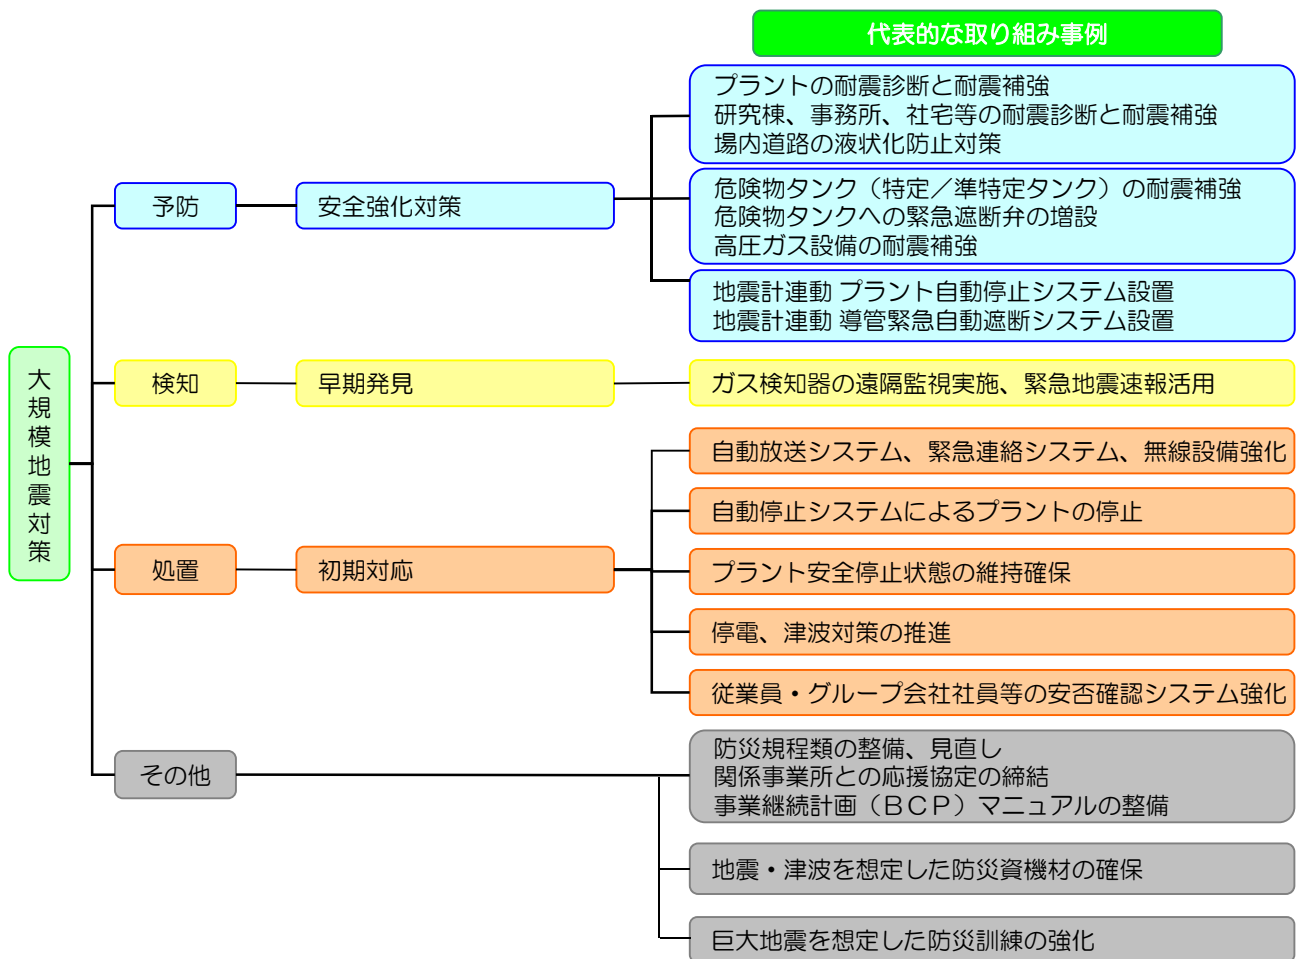 代表的な取り組み事例
大規模地震対策
予防
安全強化対策
プラントの耐震診断と耐震補強
研究棟、事務所、社宅等の耐震診断と耐震補強
場内道路の液状化防止対策
危険物タンク（特定／準特定タンク）の耐震補強
危険物タンクへの緊急遮断弁の増設
高圧ガス設備の耐震補強
地震計連動 プラント自動停止システム設置
地震計連動 導管緊急自動遮断システム設置
検知
早期発見
ガス検知器の遠隔監視実施、緊急地震速報活用
処置
初期対応
自動放送システム、緊急連絡システム、無線設備強化
自動停止システムによるプラントの停止
プラント安全停止状態の維持確保
停電、津波対策の推進
従業員・グループ会社社員等の安否確認システム強化
その他
防災規程類の整備、見直し
関係事業所との応援協定の締結
事業継続計画（ＢＣＰ）マニュアルの整備
地震・津波を想定した防災資機材の確保
巨大地震を想定した防災訓練の強化